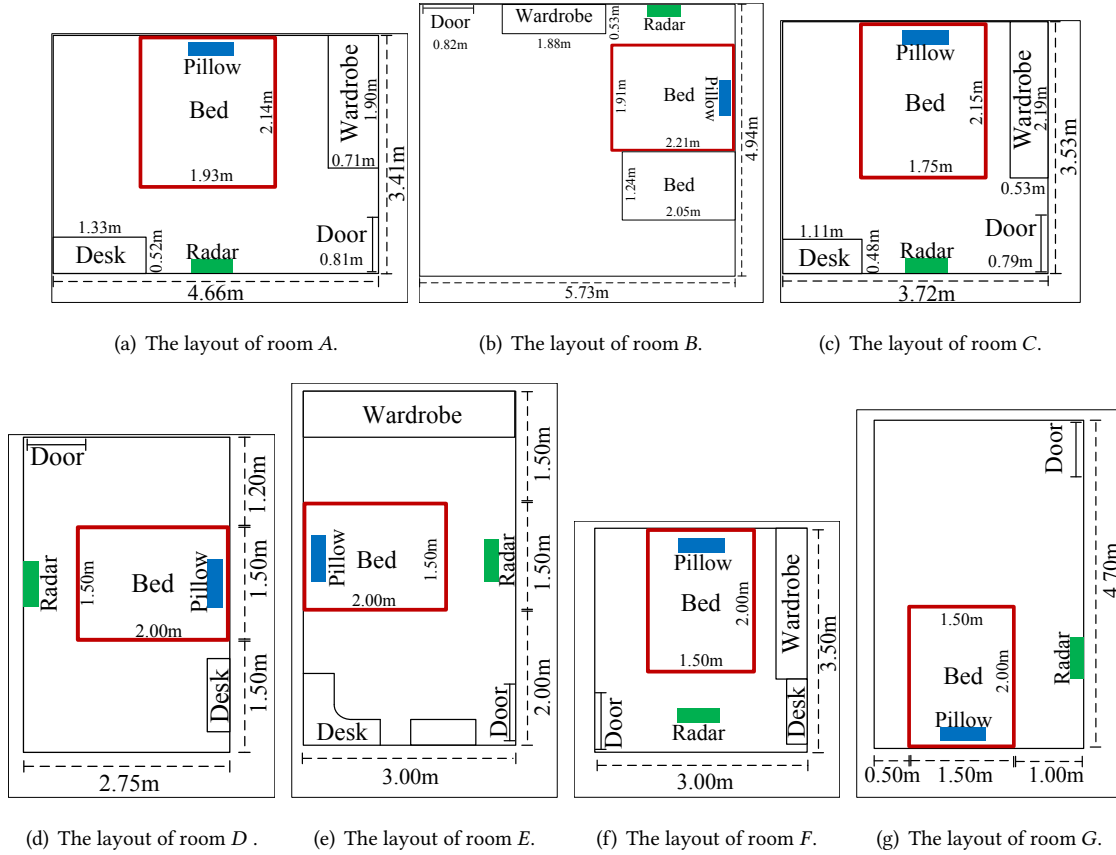 Pillow
Bed
2.14m
1.93m
Wardrobe
1.90m
0.71m
3.41m
1.33m
Desk
0.52m
Radar
Door
0.81m
4.66m
(a) The layout of room A.
Door
0.82m
Wardrobe
1.88m
0.53m
Radar
1.91m
Bed
Pillow
2.21m
4.94m
1.24m
Bed
2.05m
5.73m
(b) The layout of room B.
Pillow
Bed
2.15m
1.75m
Wardrobe
2.19m
0.53m
3.53m
1.11m
Desk
0.48m
Radar
Door
0.79m
3.72m
(c) The layout of room C.
Door
1.20m
Radar
1.50m
Bed
Pillow
2.00m
1.50m
Desk
1.50m
2.75m
(d) The layout of room D .
Wardrobe
1.50m
Pillow
Bed
1.50m
2.00m
Radar
1.50m
Desk
Door
2.00m
3.00m
(e) The layout of room E.
Pillow
Bed
2.00m
1.50m
Wardrobe
3.50m
Door
Radar
Desk
3.00m
(f) The layout of room F.
Door
4.70m
1.50m
Bed
2.00m
Radar
Pillow
0.50m
1.50m
1.00m
(g) The layout of room G.